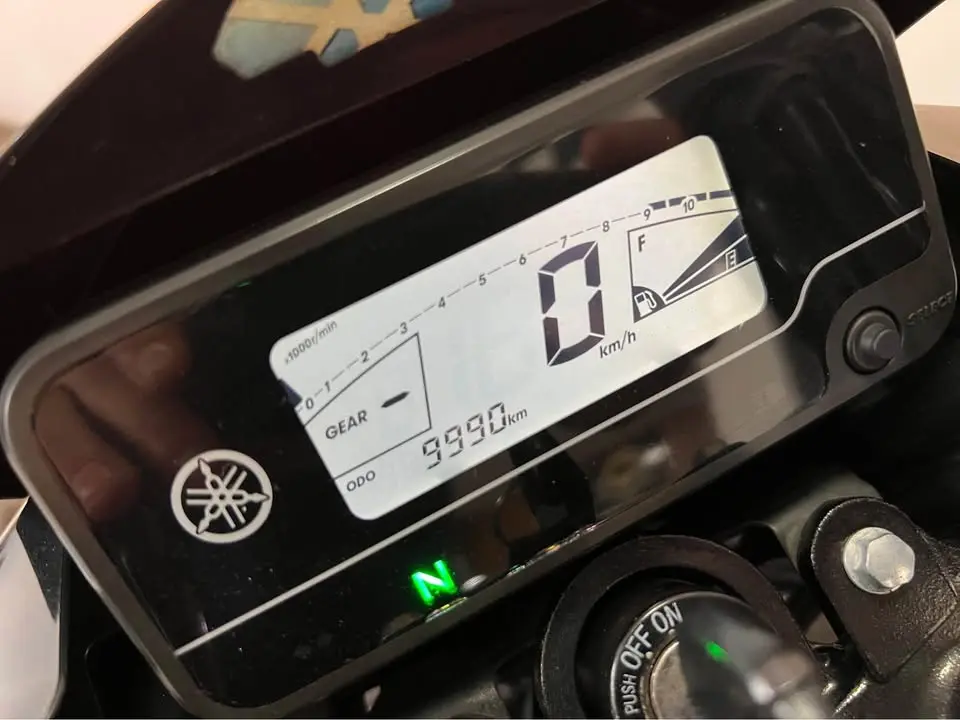 x1000r/min
0 1 2 3 4 5 6 7 8 9 10
F
E
0
km/h
GEAR -
ODO 9990km
SELECT
N
PUSH OFF ON